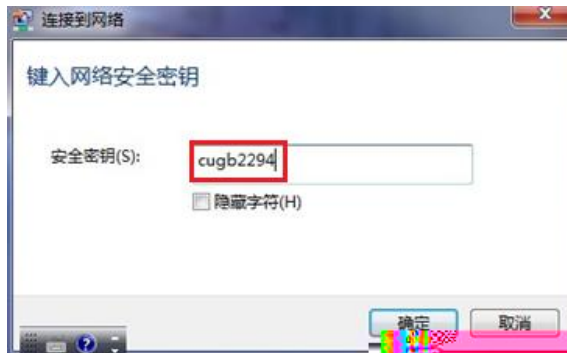 连接到网络
键入网络安全密钥
安全密钥(S):
cugb2294
隐藏字符(H)
确定
取消